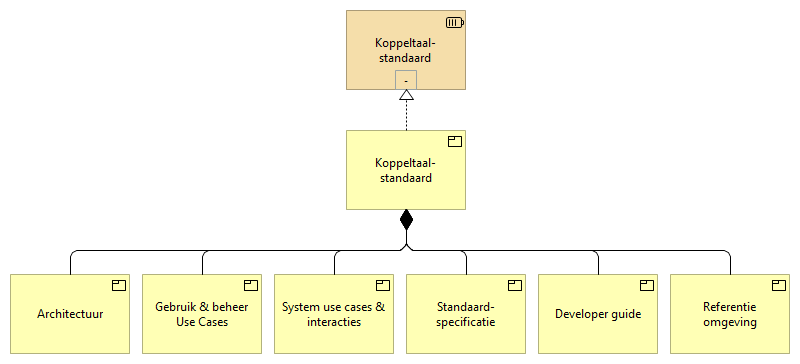 Koppeltaal-
standaard
-
Koppeltaal-
standaard
Architectuur
Gebruik & beheer
Use Cases
System use cases &
interacties
Standaard-
specificatie
Developer guide
Referentie
omgeving